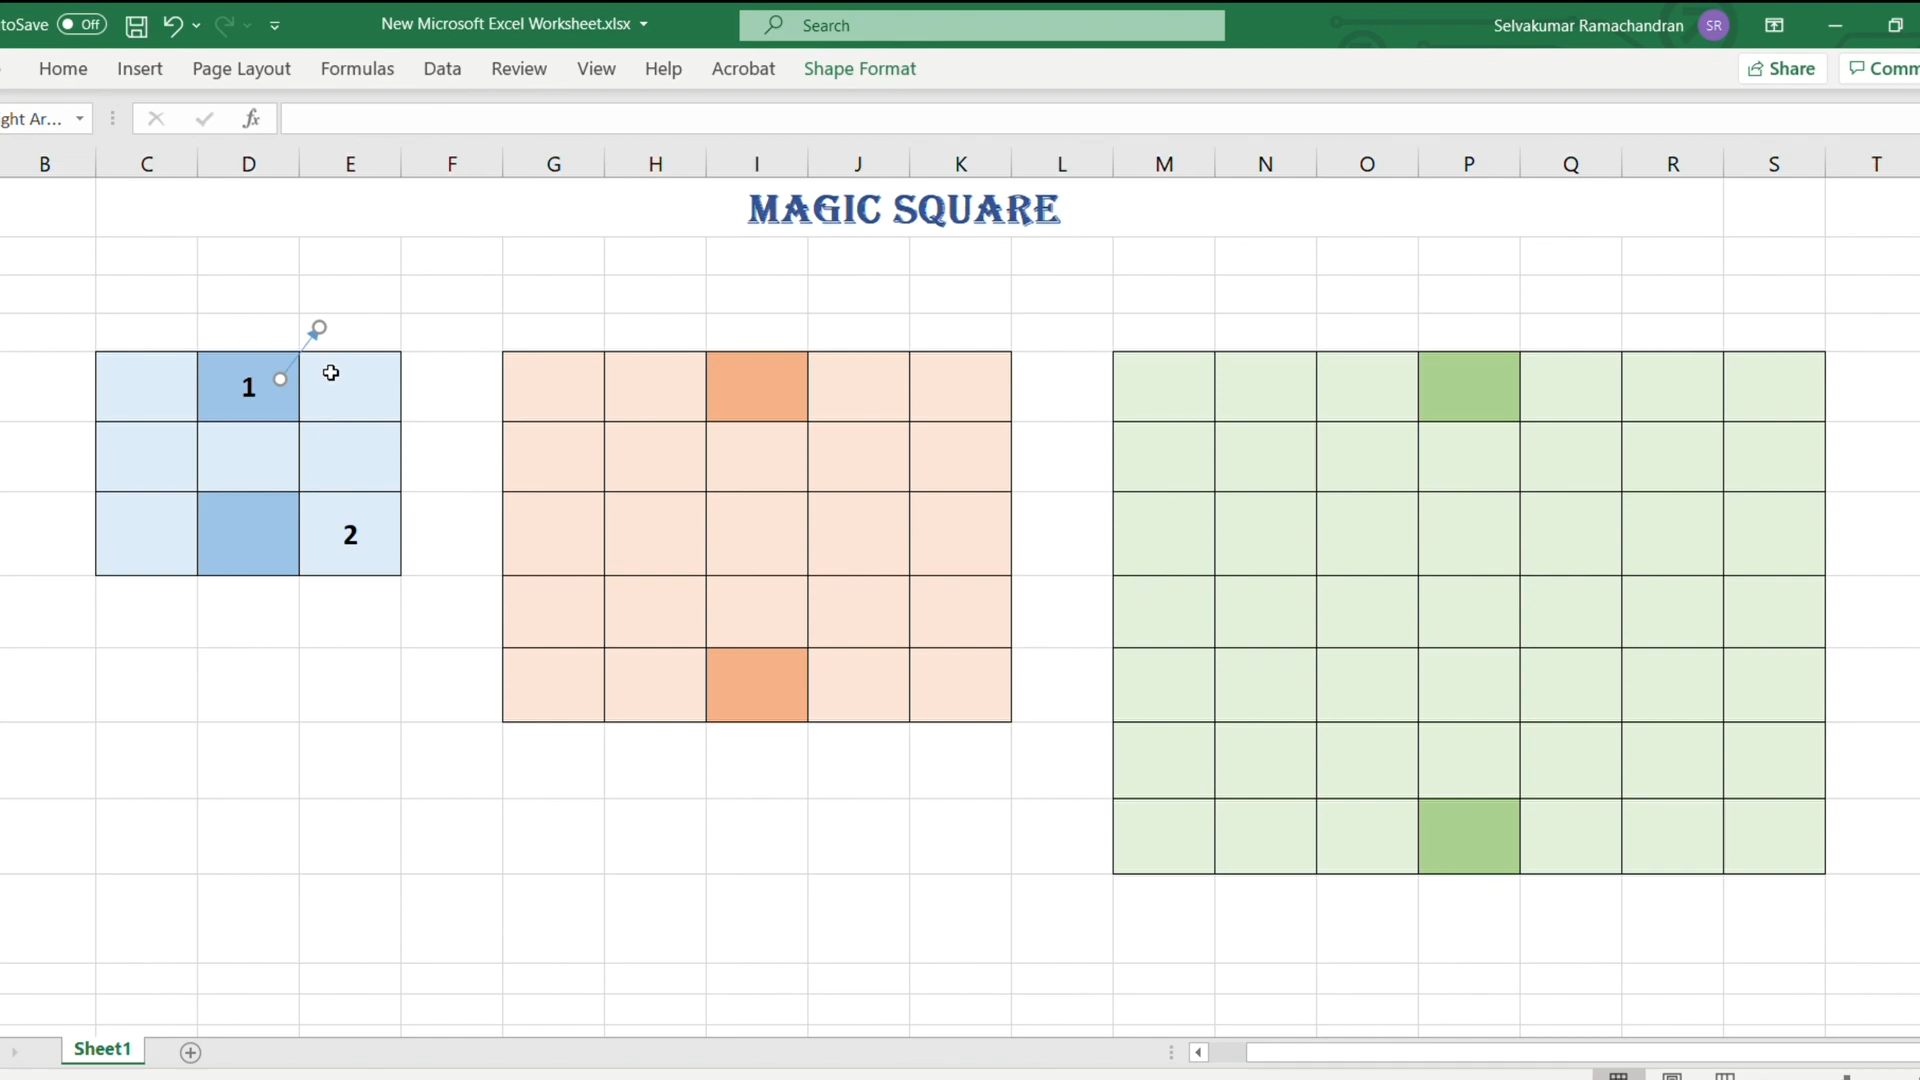 toSave Off New Microsoft Excel Worksheet.xlsx Search Selvakumar Ramachandran SR
Home Insert Page Layout Formulas Data Review View Help Acrobat Shape Format Share Comm
ght Ar... fx
B C D E F G H I J K L M N O P Q R S T
MAGIC SQUARE
1
2
Sheet1